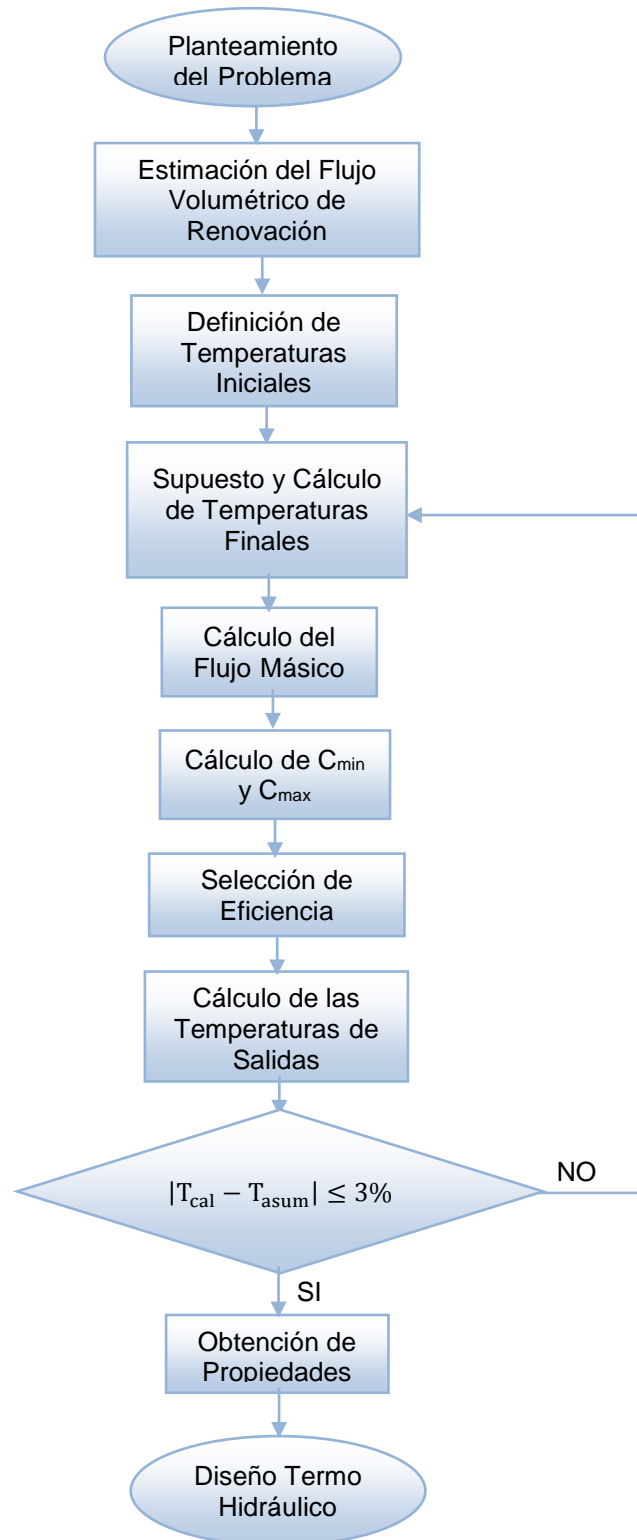 Planteamiento
del Problema
Estimación del Flujo
Volumétrico de
Renovación
Definición de
Temperaturas
Iniciales
Supuesto y Cálculo
de Temperaturas
Finales
Cálculo del
Flujo Másico
Cálculo de Cmin
y Cmax
Selección de
Eficiencia
Cálculo de las
Temperaturas de
Salidas
|Tcal − Tasum| ≤ 3%
NO
SI
Obtención de
Propiedades
Diseño Termo
Hidráulico